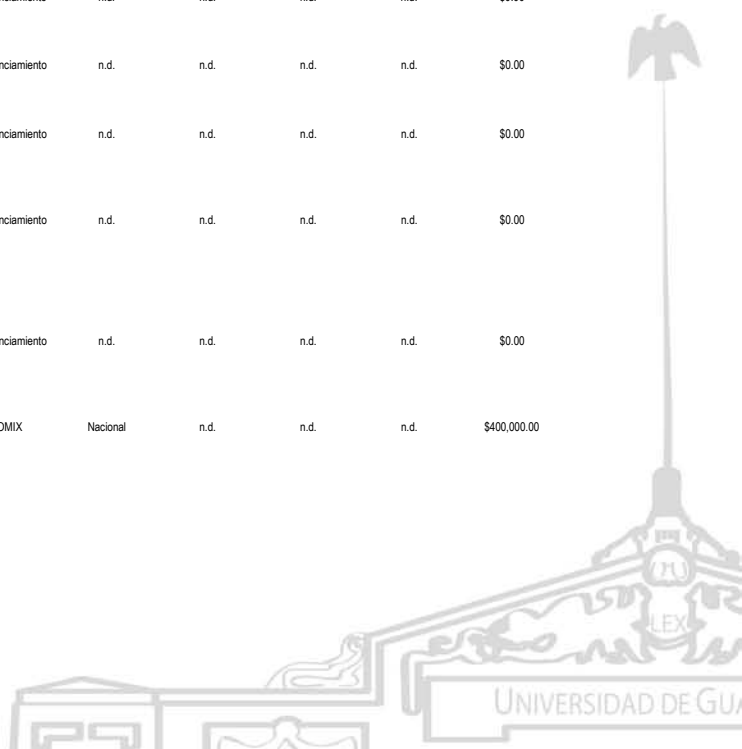 nciamiento n.d. n.d. n.d. n.d. $0.00
nciamiento n.d. n.d. n.d. n.d. $0.00
nciamiento n.d. n.d. n.d. n.d. $0.00
nciamiento n.d. n.d. n.d. n.d. $0.00
OMIX Nacional n.d. n.d. n.d. $400,000.00
LEX
UNIVERSIDAD DE GUA